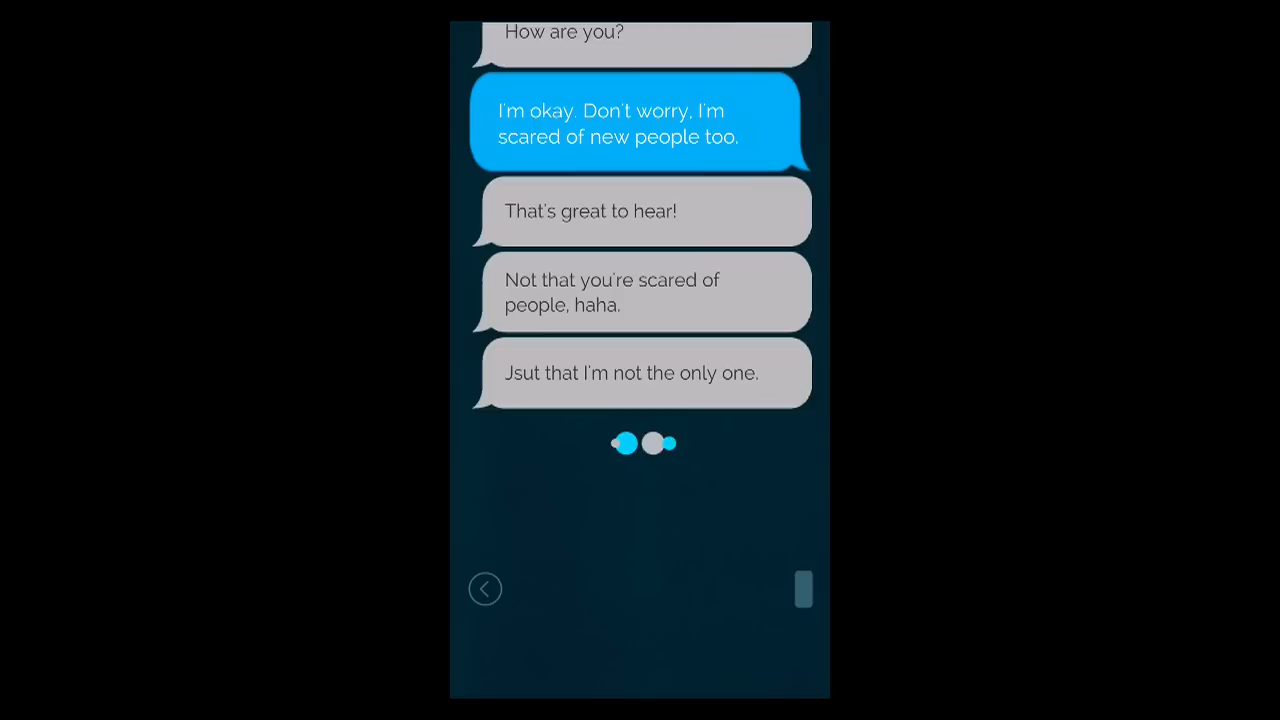 How are you?
I'm okay. Don't worry, I'm
scared of new people too.
That's great to hear!
Not that you're scared of
people, haha.
Jsut that I'm not the only one.